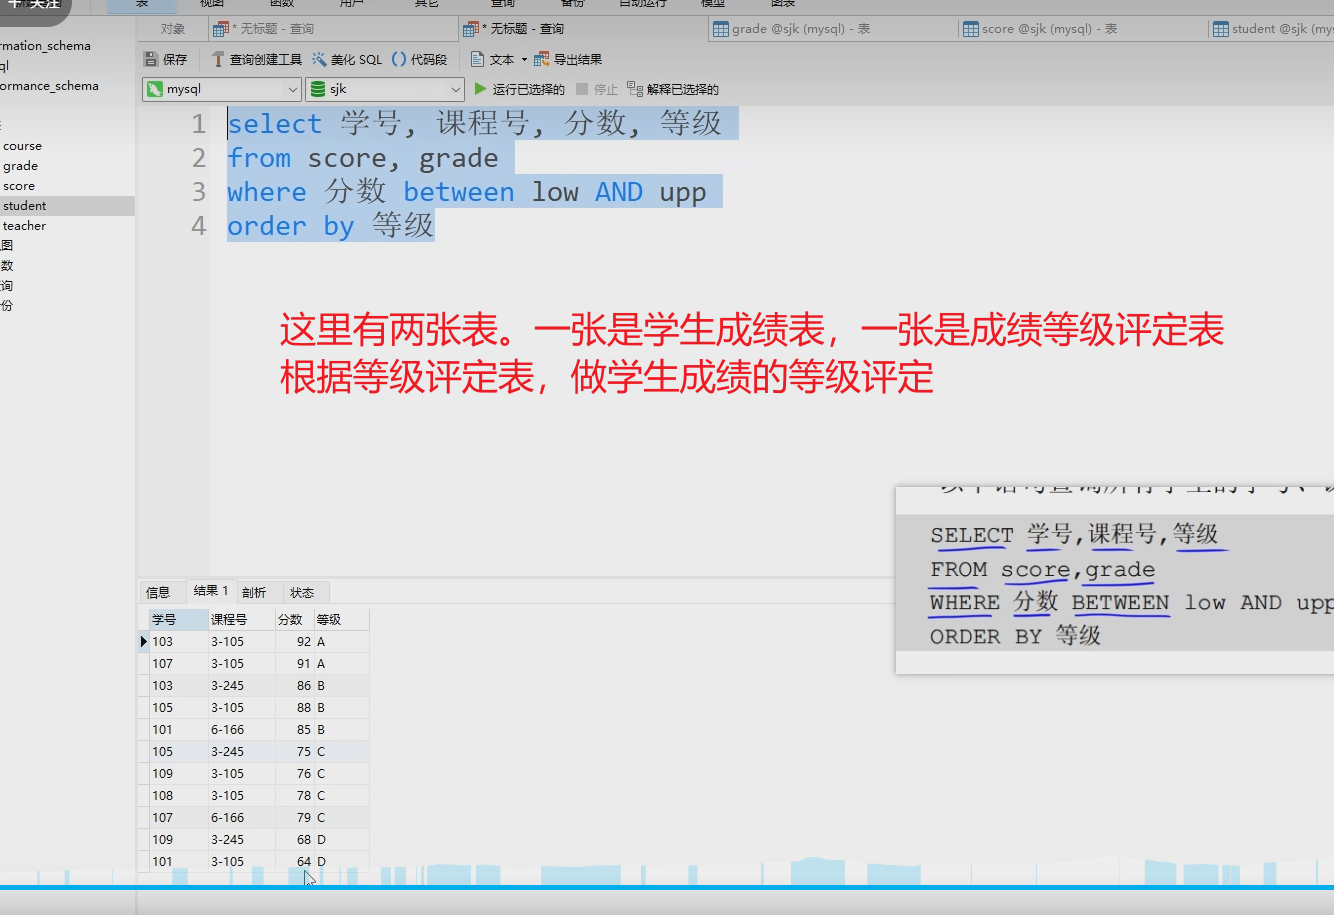 关注
表 视图 函数 用户 其它 查询 备份 自动运行 模型 图表
对象 * 无标题 - 查询 * 无标题 - 查询 grade @sjk (mysql) - 表 score @sjk (mysql) - 表 student @sjk (mys
rmation_schema
保存 查询创建工具 美化 SQL () 代码段 文本 导出结果
ql
ormance_schema
mysql sjk 运行已选择的 停止 解释已选择的
1 select 学号, 课程号, 分数, 等级
2 from score, grade
3 where 分数 between low AND upp
4 order by 等级
course
grade
score
student
teacher
图
数
询
份
这里有两张表。一张是学生成绩表，一张是成绩等级评定表
根据等级评定表，做学生成绩的等级评定
SELECT 学号,课程号,等级
FROM score,grade
WHERE 分数 BETWEEN low AND upp
ORDER BY 等级
信息 结果 1 剖析 状态
学号 课程号 分数 等级
103 3-105 92 A
107 3-105 91 A
103 3-245 86 B
105 3-105 88 B
101 6-166 85 B
105 3-245 75 C
109 3-105 76 C
108 3-105 78 C
107 6-166 79 C
109 3-245 68 D
101 3-105 64 D